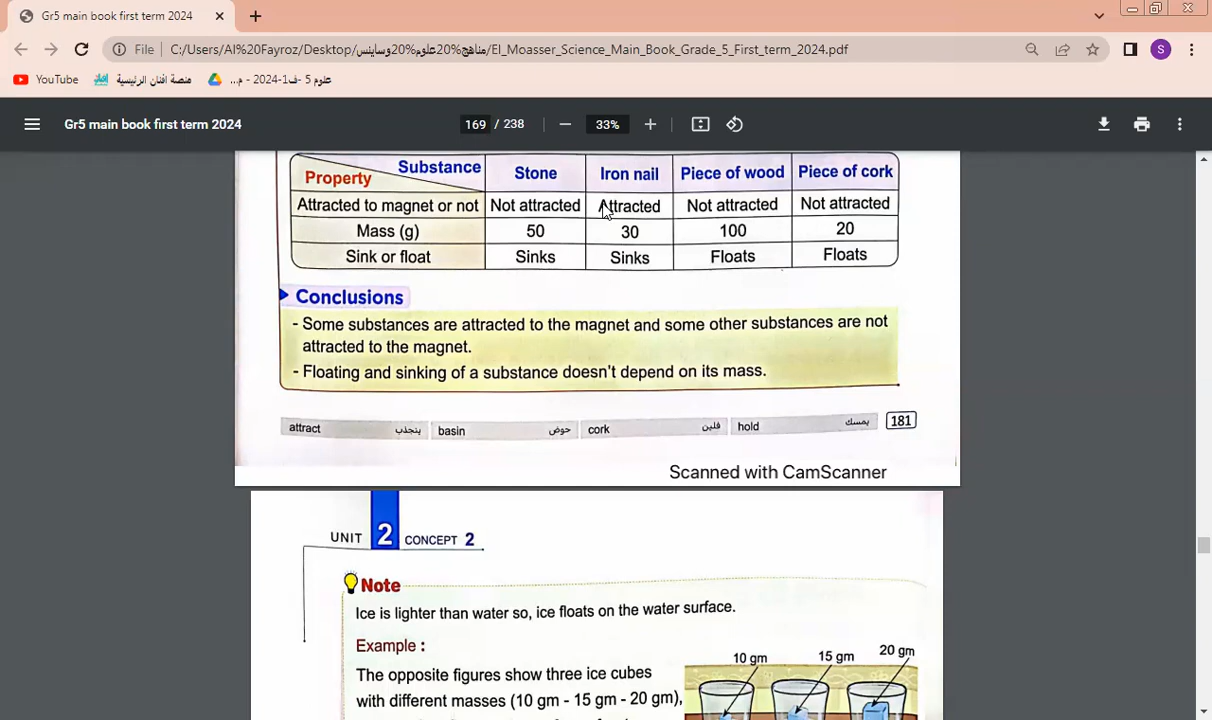 Gr5 main book first term 2024
File C:/Users/Al%20Fayroz/Desktop/مناهج%20علوم%20وساينس/El_Moasser_Science_Main_Book_Grade_5_First_term_2024.pdf
S
YouTube منصة افنان الرئيسية علوم 5 -ف1-2024 - م...
Gr5 main book first term 2024 169 / 238 33%
Substance Property Stone Iron nail Piece of wood Piece of cork
Attracted to magnet or not Not attracted Attracted Not attracted Not attracted
Mass (g) 50 30 100 20
Sink or float Sinks Sinks Floats Floats
Conclusions
- Some substances are attracted to the magnet and some other substances are not
attracted to the magnet.
- Floating and sinking of a substance doesn't depend on its mass.
attract ينجذب basin حوض cork فلين hold يمسك 181
Scanned with CamScanner
UNIT 2 CONCEPT 2
Note
Ice is lighter than water so, ice floats on the water surface.
Example :
The opposite figures show three ice cubes
with different masses (10 gm - 15 gm - 20 gm),
10 gm 15 gm 20 gm